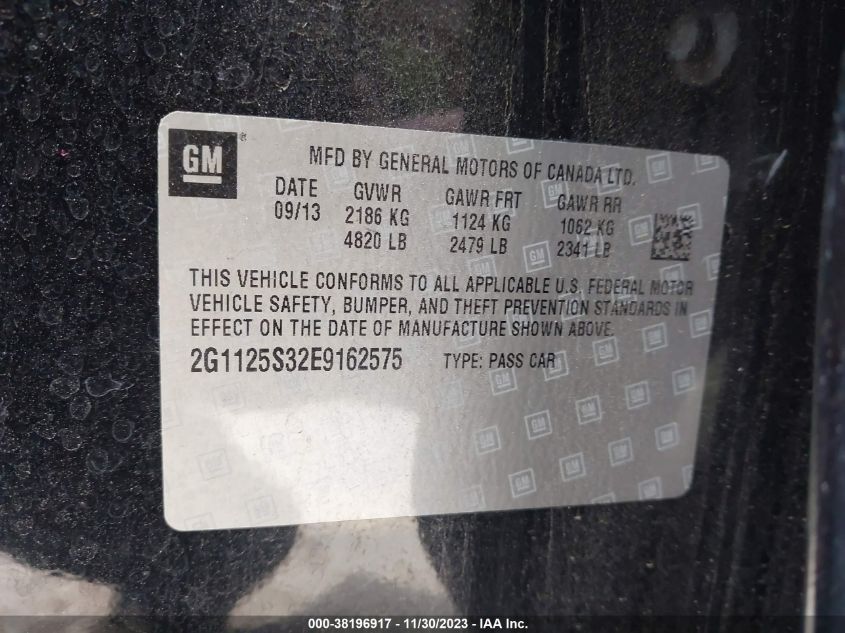 GM ®
MFD BY GENERAL MOTORS OF CANADA LTD.
DATE GVWR GAWR FRT GAWR RR
09/13 2186 KG 1124 KG 1062 KG
4820 LB 2479 LB 2341 LB
THIS VEHICLE CONFORMS TO ALL APPLICABLE U.S. FEDERAL MOTOR
VEHICLE SAFETY, BUMPER, AND THEFT PREVENTION STANDARDS IN
EFFECT ON THE DATE OF MANUFACTURE SHOWN ABOVE.
2G1125S32E9162575 TYPE: PASS CAR
000-38196917 - 11/30/2023 - IAA Inc.